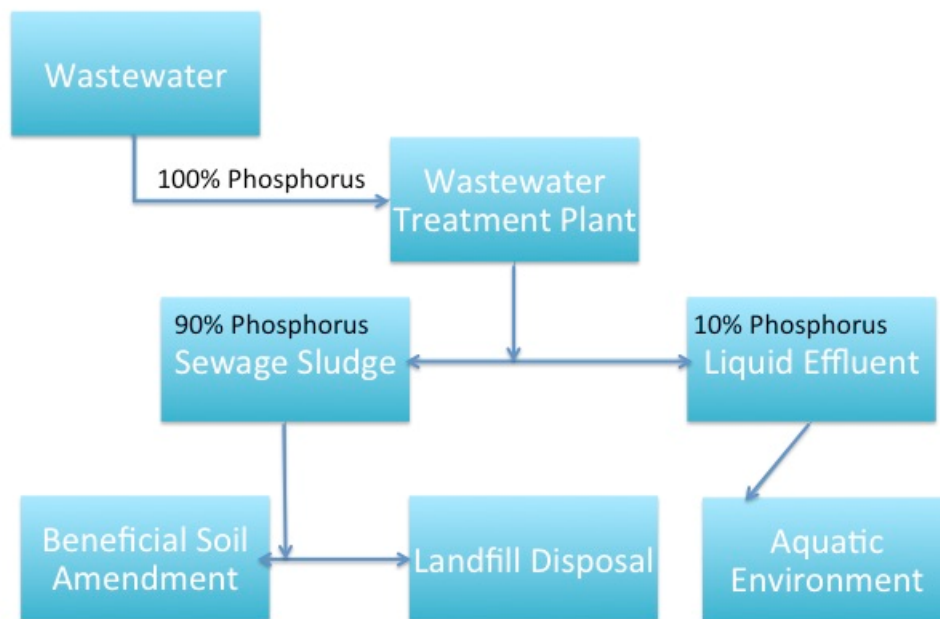 Wastewater
100% Phosphorus
Wastewater
Treatment Plant
90% Phosphorus
Sewage Sludge
10% Phosphorus
Liquid Effluent
Beneficial Soil
Amendment
Landfill Disposal
Aquatic
Environment